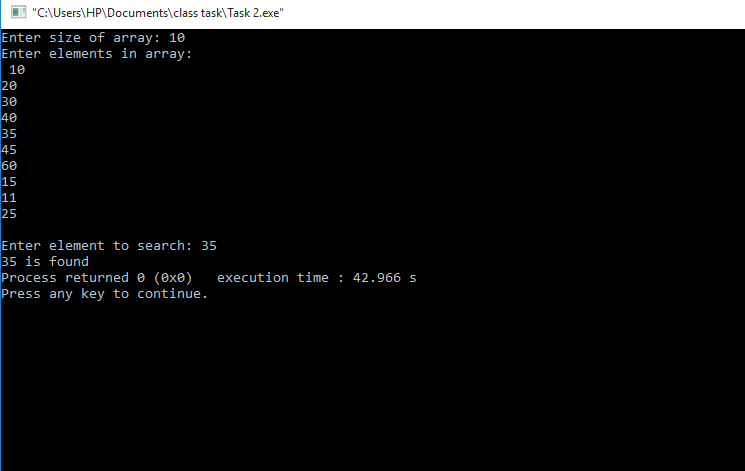 "C:\Users\HP\Documents\class task\Task 2.exe"
Enter size of array: 10
Enter elements in array:
 10
20
30
40
35
45
60
15
11
25

Enter element to search: 35
35 is found
Process returned 0 (0x0)   execution time : 42.966 s
Press any key to continue.